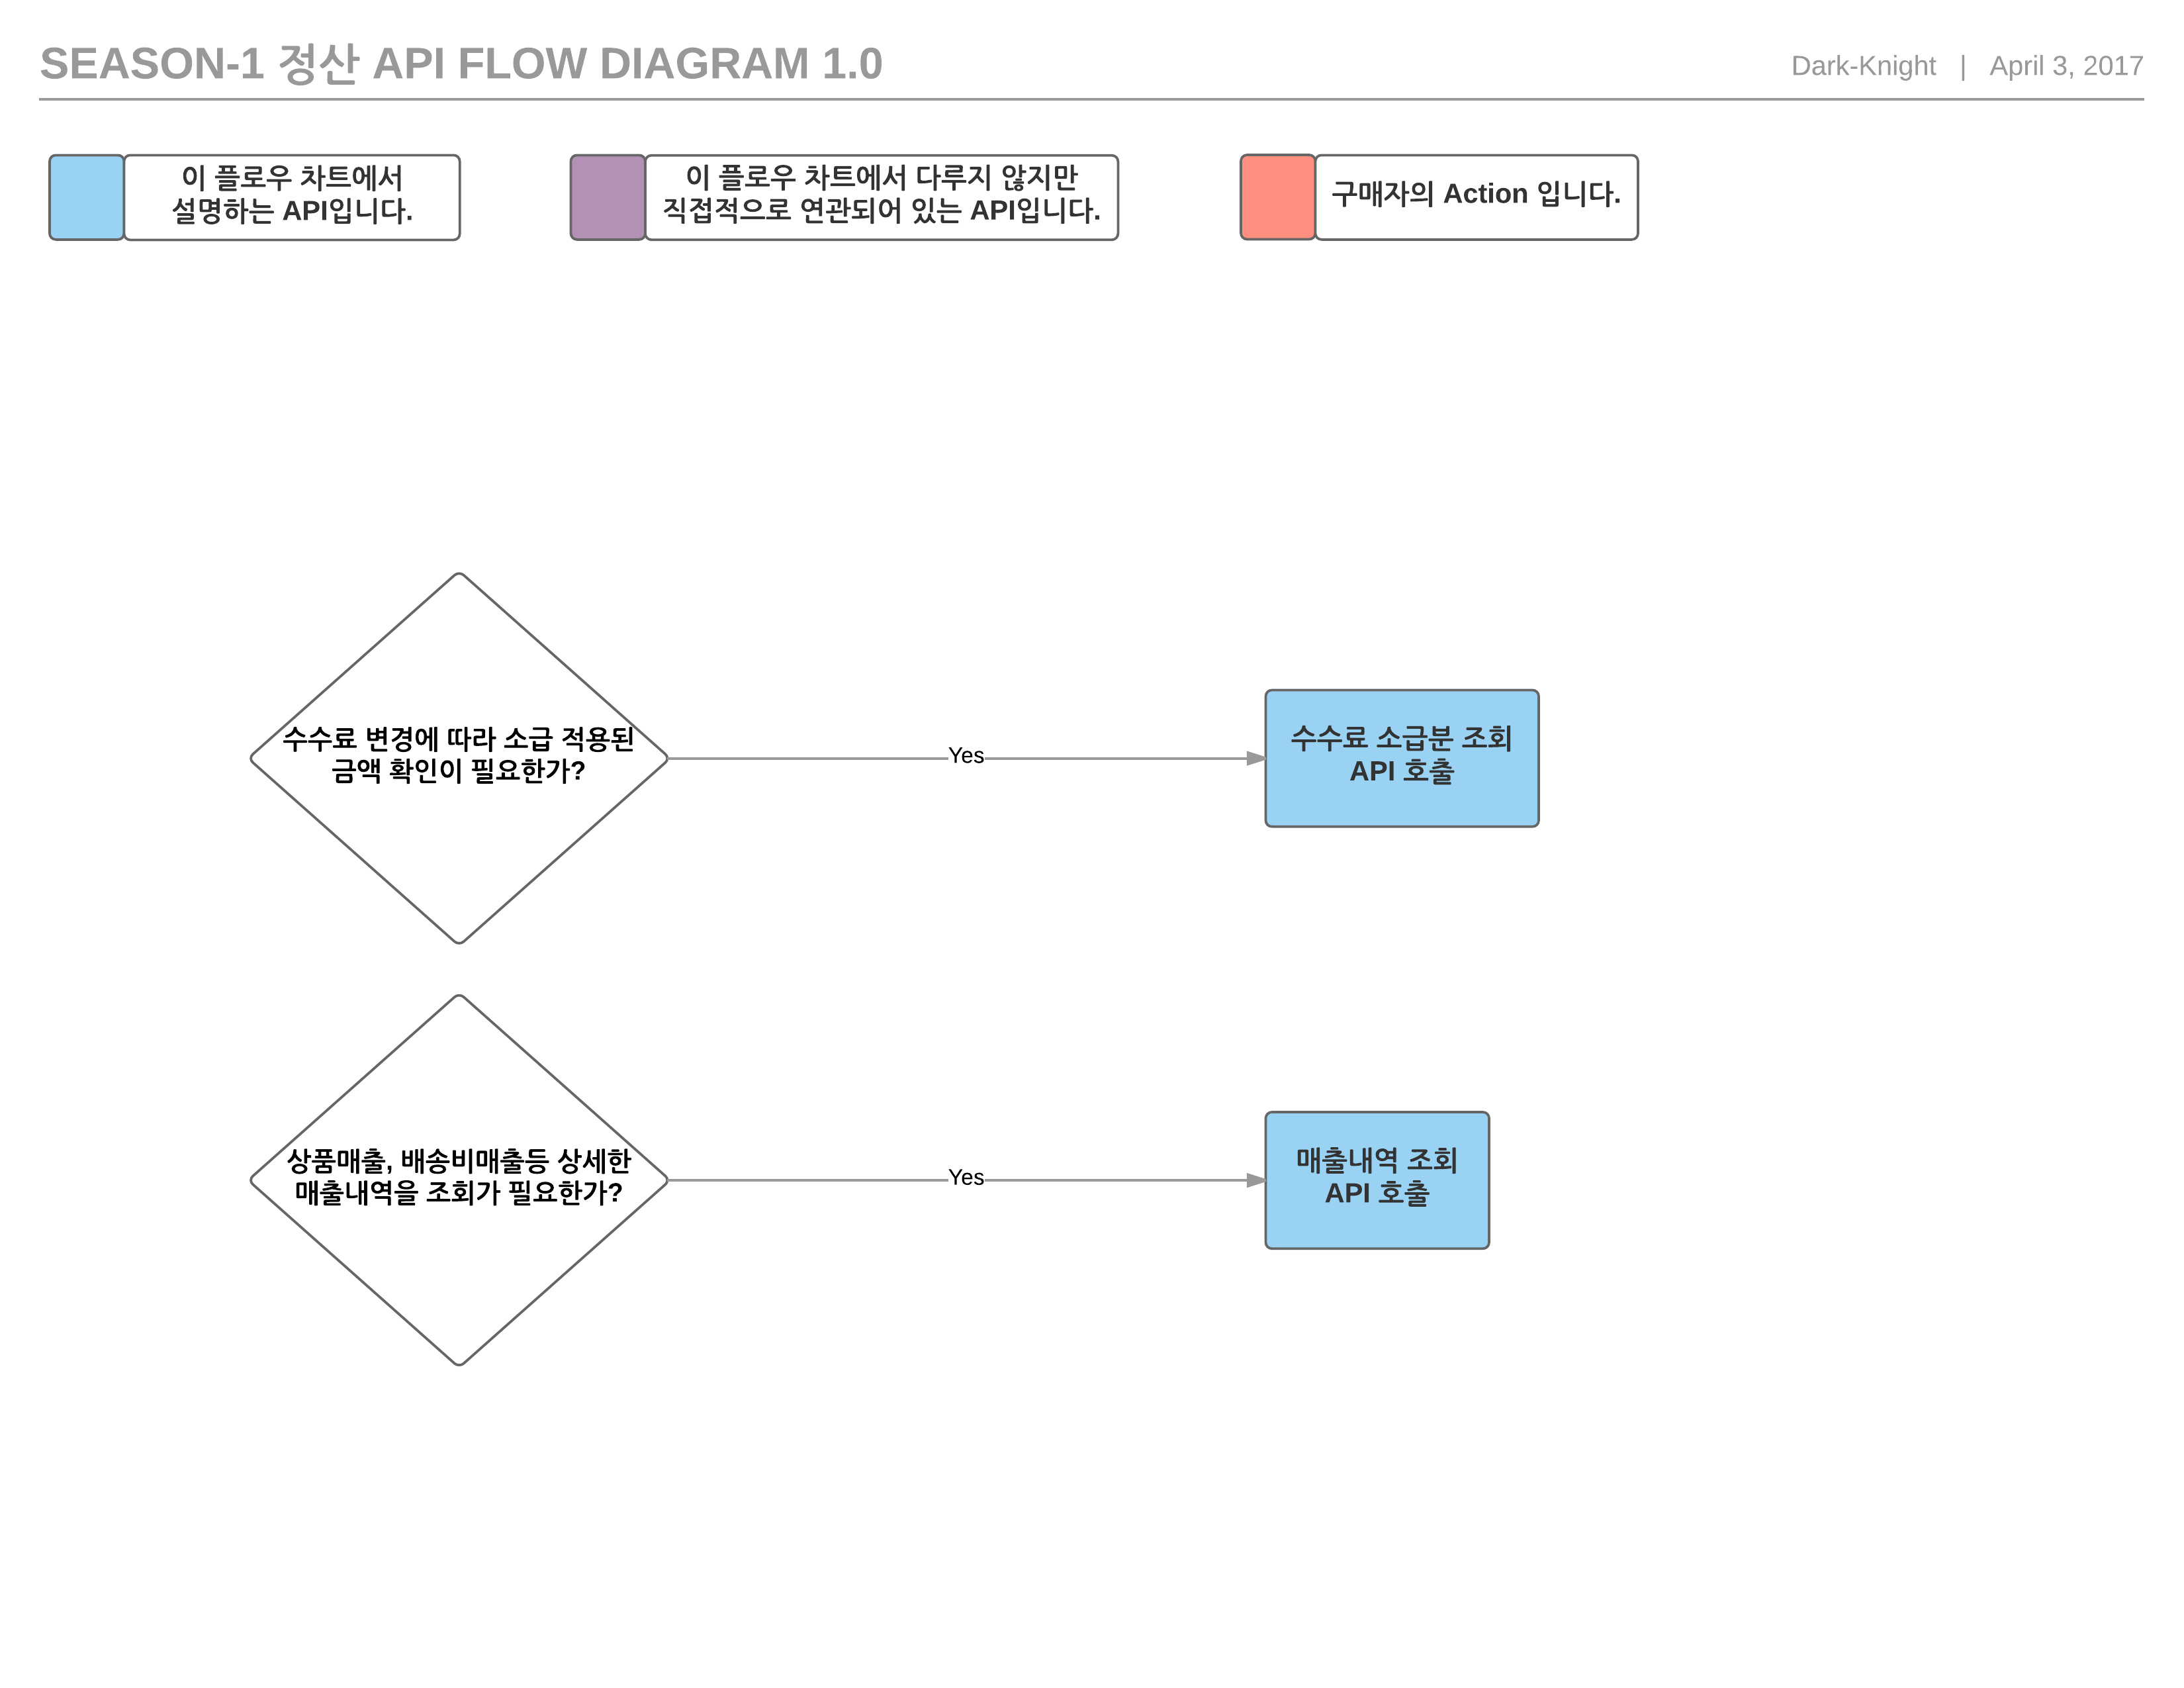 SEASON-1 정산 API FLOW DIAGRAM 1.0
Dark-Knight | April 3, 2017
이 플로우 차트에서
설명하는 API입니다.
이 플로우 차트에서 다르지 않지만
직접적으로 연관되어 있는 API입니다.
구매자의 Action 입니다.
수수료 변경에 따라 소급 적용된
금액 확인이 필요한가?
Yes
수수료 소급분 조회
API 호출
상품매출, 배송비매출등 상세한
매출내역을 조회가 필요한가?
Yes
매출내역 조회
API 호출